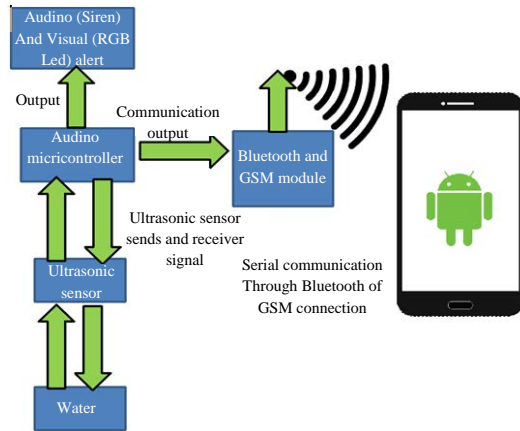 Audino (Siren)
And Visual (RGB
Led) alert
Output
Communication
output
Audino
micricontroller
Bluetooth and
GSM module
Ultrasonic sensor
sends and receiver
signal
Serial communication
Through Bluetooth of
GSM connection
Ultrasonic
sensor
Water